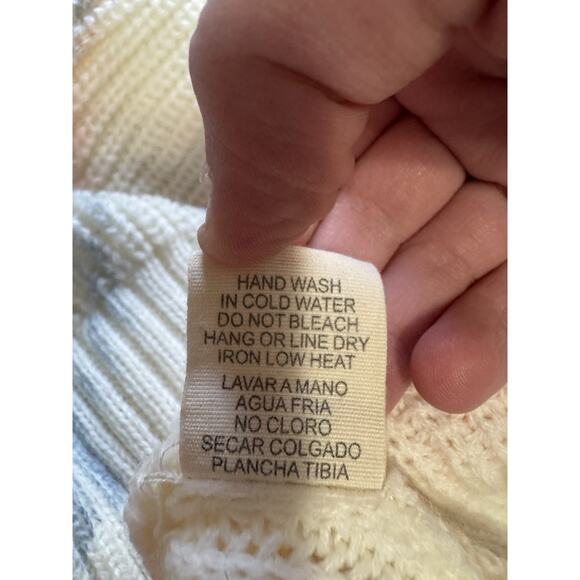 HAND WASH
IN COLD WATER
DO NOT BLEACH
HANG OR LINE DRY
IRON LOW HEAT
LAVAR A MANO
AGUA FRIA
NO CLORO
SECAR COLGADO
PLANCHA TIBIA